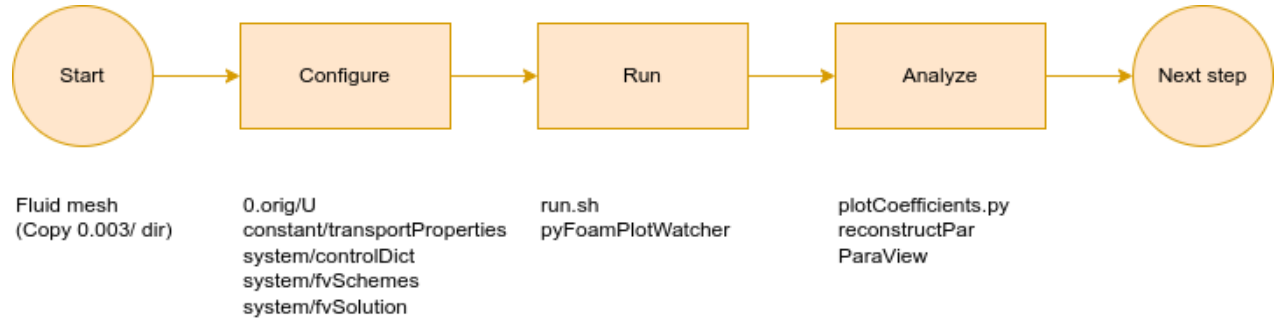 Start
Configure
Run
Analyze
Next step
Fluid mesh
(Copy 0.003/ dir)
0.orig/U
constant/transportProperties
system/controlDict
system/fvSchemes
system/fvSolution
run.sh
pyFoamPlotWatcher
plotCoefficients.py
reconstructPar
ParaView